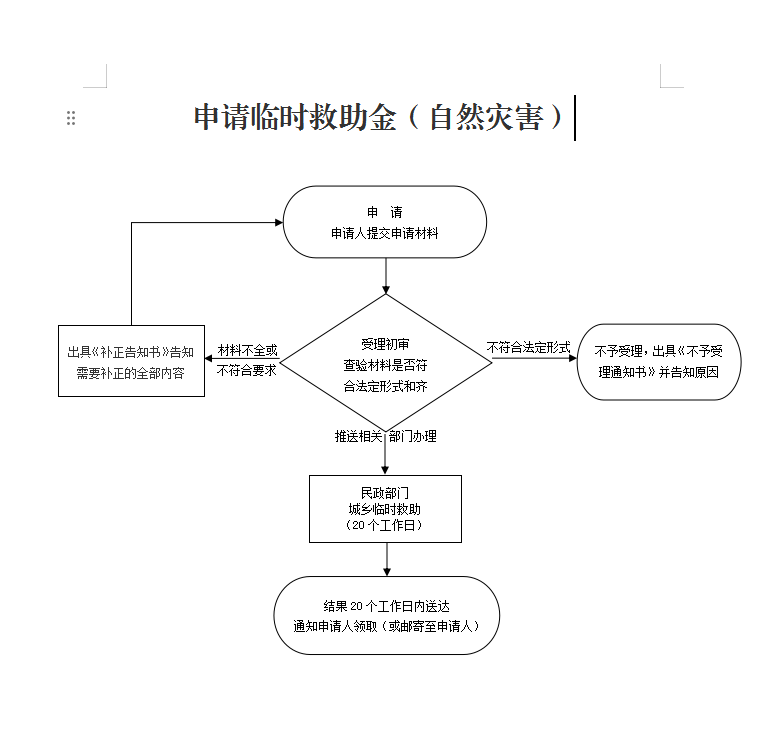 申请临时救助金（自然灾害）
申　请
申请人提交申请材料
受理初审
查验材料是否符
合法定形式和齐
材料不全或
不符合要求
出具《补正告知书》告知
需要补正的全部内容
不符合法定形式
不予受理，出具《不予受
理通知书》并告知原因
推送相关 部门办理
民政部门
城乡临时救助
（20 个工作日）
结果 20 个工作日内送达
通知申请人领取（或邮寄至申请人）